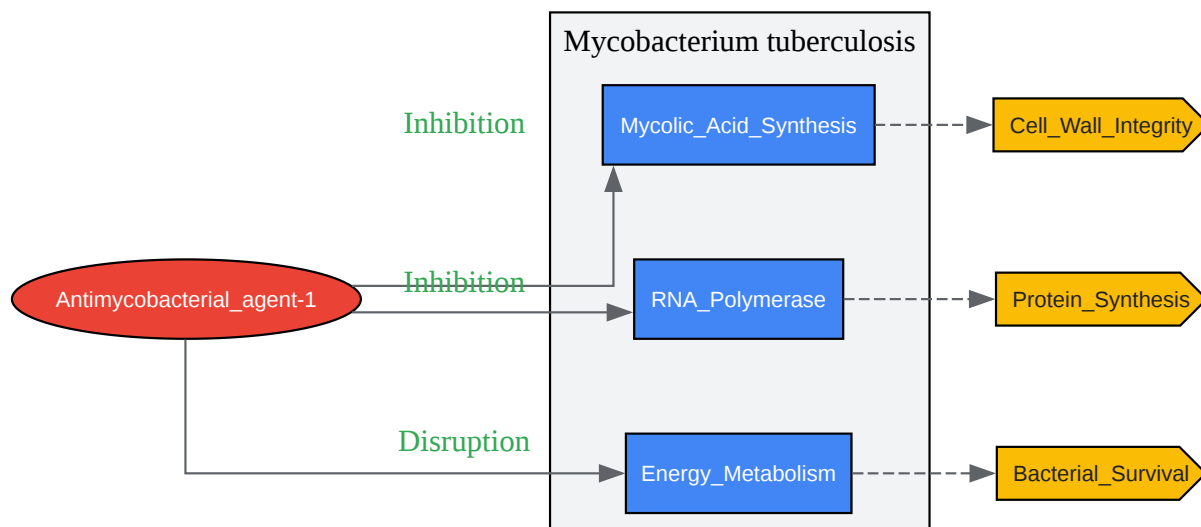 Mycobacterium tuberculosis
Inhibition
Mycolic_Acid_Synthesis
Cell_Wall_Integrity
Antimycobacterial_agent-1
Inhibition
RNA_Polymerase
Protein_Synthesis
Disruption
Energy_Metabolism
Bacterial_Survival